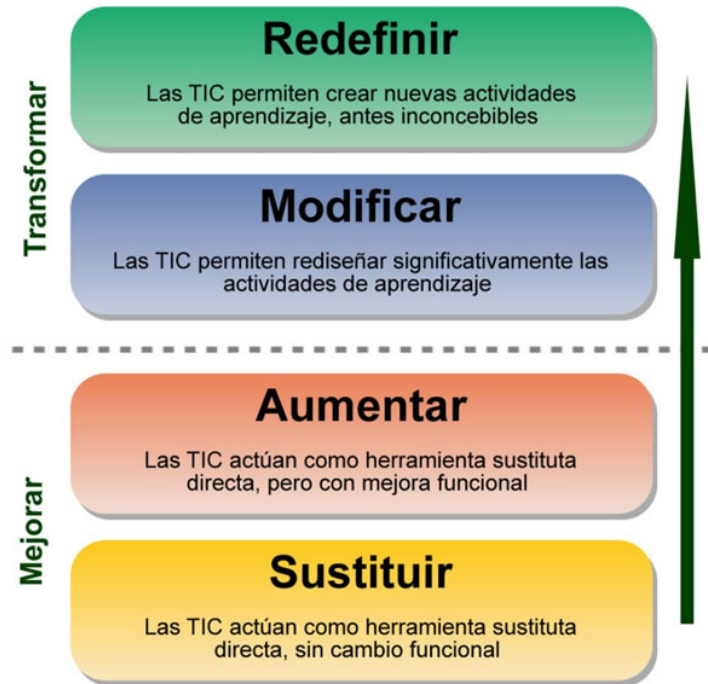 Transformar
Redefinir
Las TIC permiten crear nuevas actividades
de aprendizaje, antes inconcebibles
Modificar
Las TIC permiten rediseñar significativamente las
actividades de aprendizaje
Mejorar
Aumentar
Las TIC actúan como herramienta sustituta
directa, pero con mejora funcional
Sustituir
Las TIC actúan como herramienta sustituta
directa, sin cambio funcional